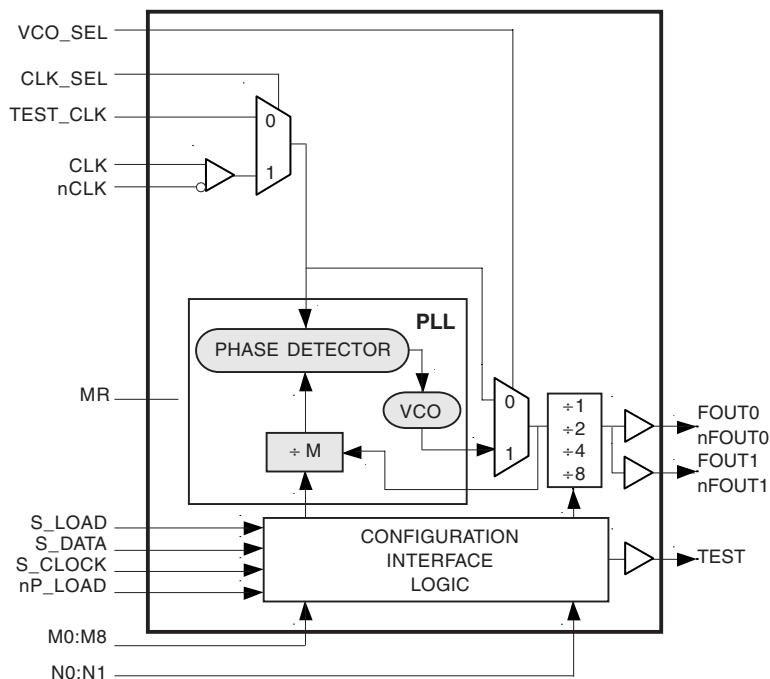 VCO_SEL
CLK_SEL
TEST_CLK
0
CLK
1
nCLK
PLL
PHASE DETECTOR
MR
VCO
0
÷1
FOUT0
÷2
nFOUT0
÷ M
1
÷4
FOUT1
÷8
nFOUT1
S_LOAD
S_DATA
S_CLOCK
nP_LOAD
CONFIGURATION
INTERFACE
LOGIC
TEST
M0:M8
N0:N1